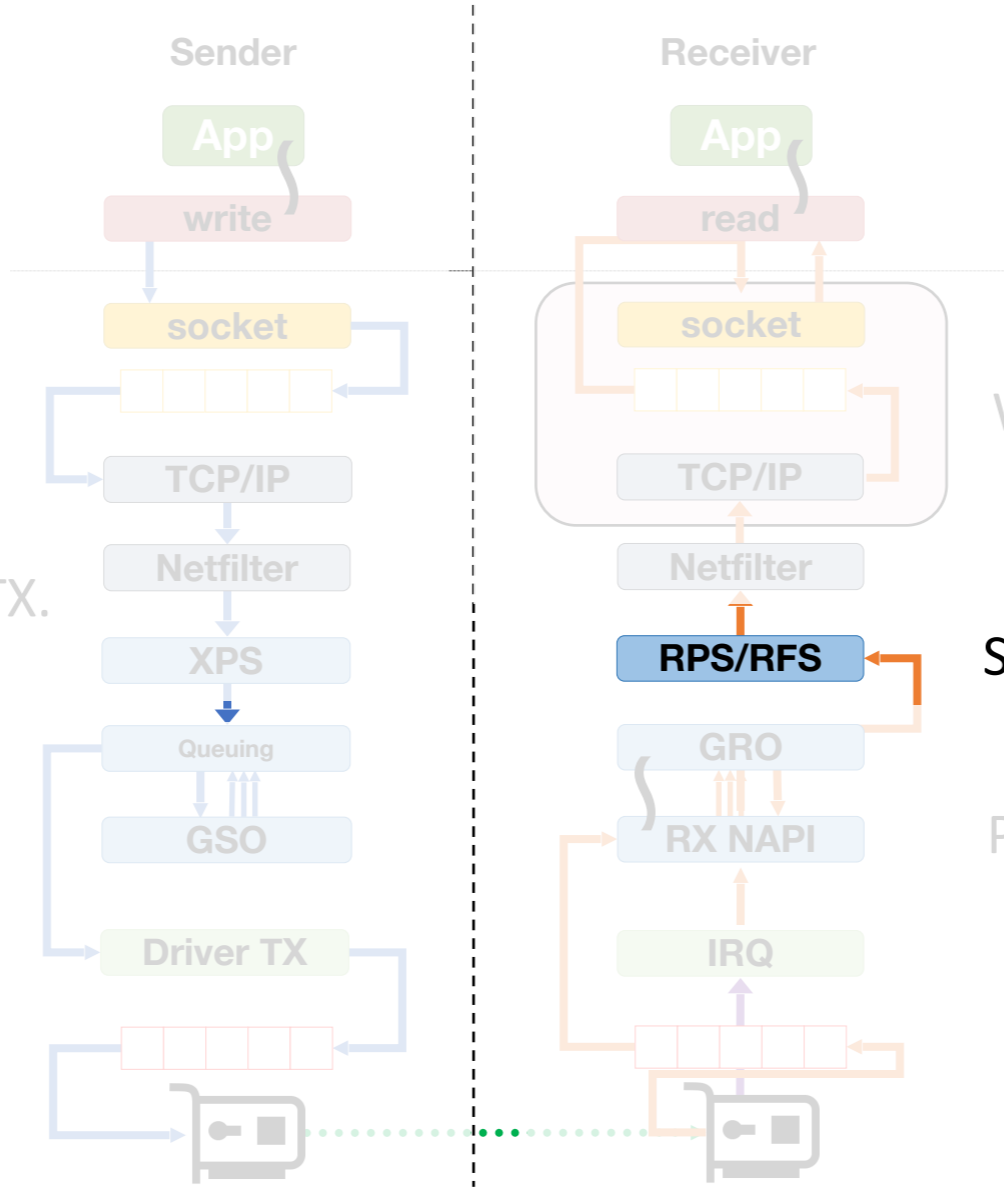 Sender
App
write
socket
TCP/IP
Netfilter
TX.
XPS
Queuing
GSO
Driver TX
Receiver
App
read
socket
TCP/IP
Netfilter
RPS/RFS
S
GRO
RX NAPI
P
IRQ